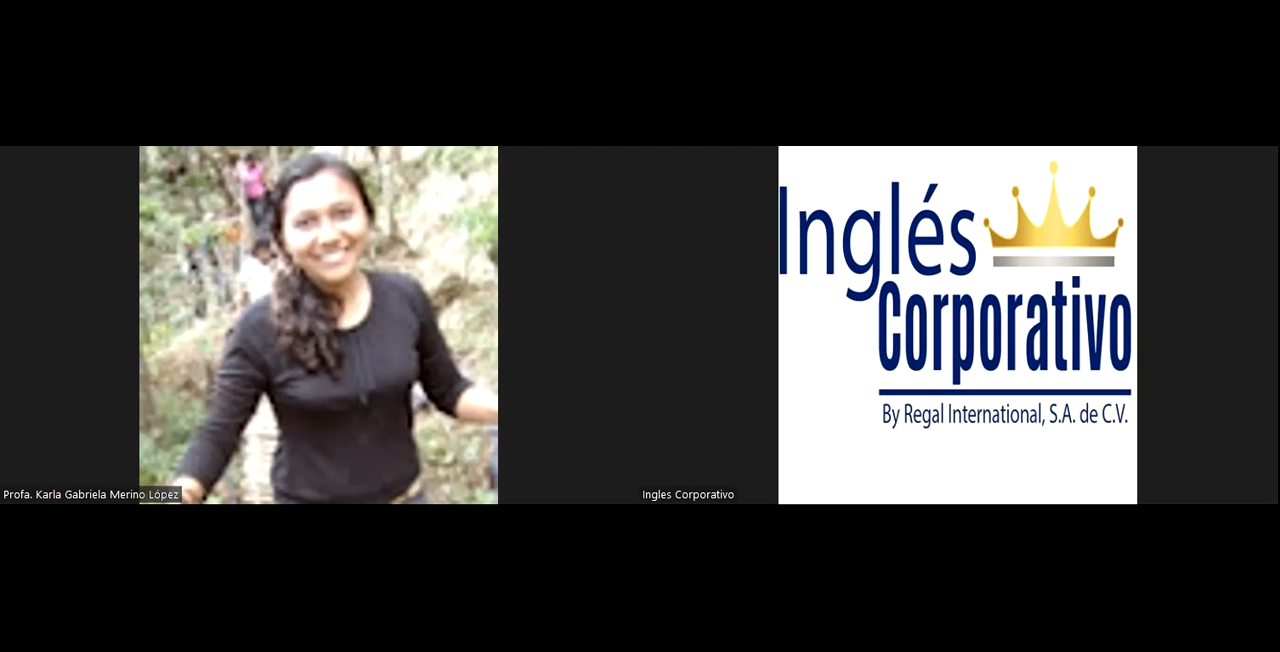 Inglés
Corporativo
By Regal International, S.A. de C.V.
Profa. Karla Gabriela Merino López
Ingles Corporativo